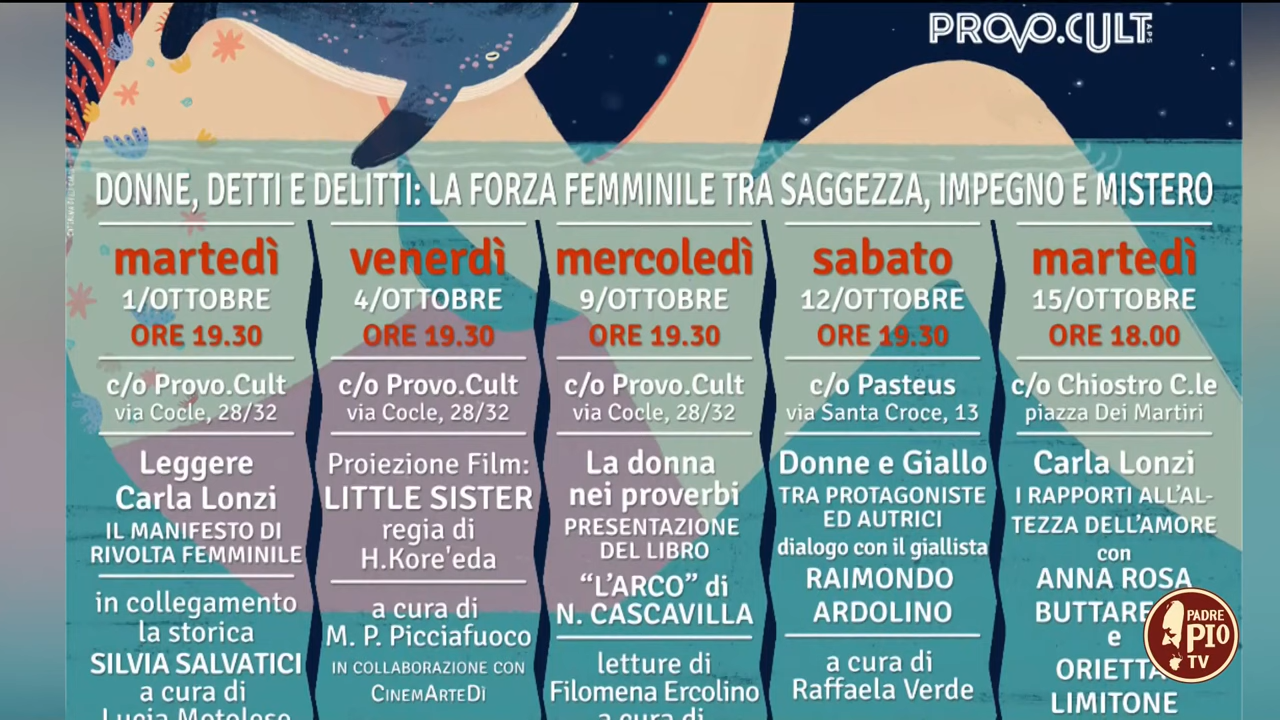 PROVO.CULT
APS
DONNE, DETTI E DELITTI: LA FORZA FEMMINILE TRA SAGGEZZA, IMPEGNO E MISTERO
martedì
1/OTTOBRE
ORE 19.30
c/o Provo.Cult
via Cocle, 28/32
Leggere
Carla Lonzi
IL MANIFESTO DI
RIVOLTA FEMMINILE
in collegamento
la storica
SILVIA SALVATICI
a cura di
Lucia Motolese
venerdì
4/OTTOBRE
ORE 19.30
c/o Provo.Cult
via Cocle, 28/32
Proiezione Film:
LITTLE SISTER
regia di
H.Kore'eda
a cura di
M. P. Picciafuoco
IN COLLABORAZIONE CON
CINEMARTEDÌ
mercoledì
9/OTTOBRE
ORE 19.30
c/o Provo.Cult
via Cocle, 28/32
La donna
nei proverbi
PRESENTAZIONE
DEL LIBRO
“L’ARCO” di
N. CASCAVILLA
letture di
Filomena Ercolino
a cura di
sabato
12/OTTOBRE
ORE 19.30
c/o Pasteus
via Santa Croce, 13
Donne e Giallo
TRA PROTAGONISTE
ED AUTRICI
dialogo con il giallista
RAIMONDO
ARDOLINO
a cura di
Raffaela Verde
martedì
15/OTTOBRE
ORE 18.00
c/o Chiostro C.le
piazza Dei Martiri
Carla Lonzi
I RAPPORTI ALL’AL-
TEZZA DELL’AMORE
con
ANNA ROSA
e
ORIETTA
LIMITONE
PADRE
PIO
TV